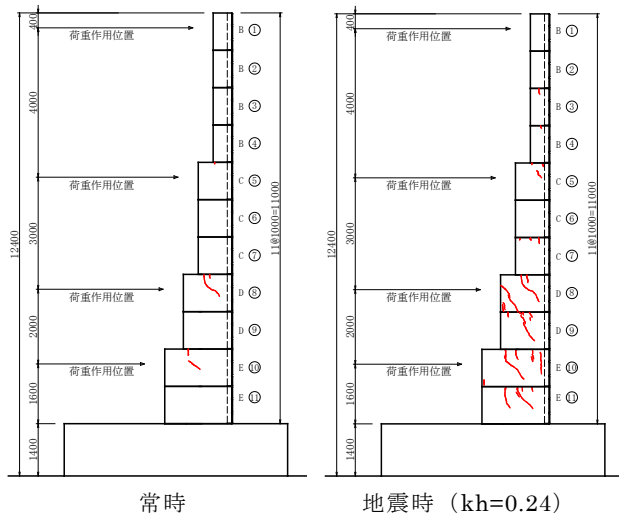 400
4000
3000
2000
1600
1400
12400
荷重作用位置
荷重作用位置
荷重作用位置
荷重作用位置
B ①
B ②
B ③
B ④
C ⑤
C ⑥
C ⑦
D ⑧
D ⑨
E ⑩
E ⑪
11@1000=11000
常時
400
4000
3000
2000
1600
1400
12400
荷重作用位置
荷重作用位置
荷重作用位置
荷重作用位置
B ①
B ②
B ③
B ④
C ⑤
C ⑥
C ⑦
D ⑧
D ⑨
E ⑩
E ⑪
11@1000=11000
地震時（kh=0.24）